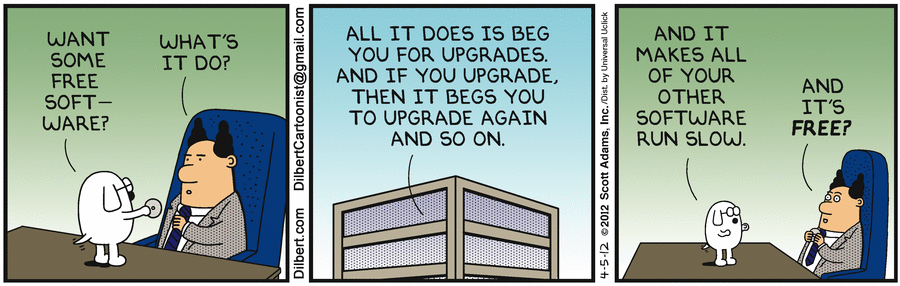 WANT
SOME
FREE
SOFT—
WARE?
WHAT'S
IT DO?
DilbertCartoonist@gmail.com
Dilbert.com
ALL IT DOES IS BEG
YOU FOR UPGRADES.
AND IF YOU UPGRADE,
THEN IT BEGS YOU
TO UPGRADE AGAIN
AND SO ON.
4-5-12 ©2012 Scott Adams, Inc. /Dist. by Universal Uclick
AND IT
MAKES ALL
OF YOUR
OTHER
SOFTWARE
RUN SLOW.
AND
IT'S
FREE?